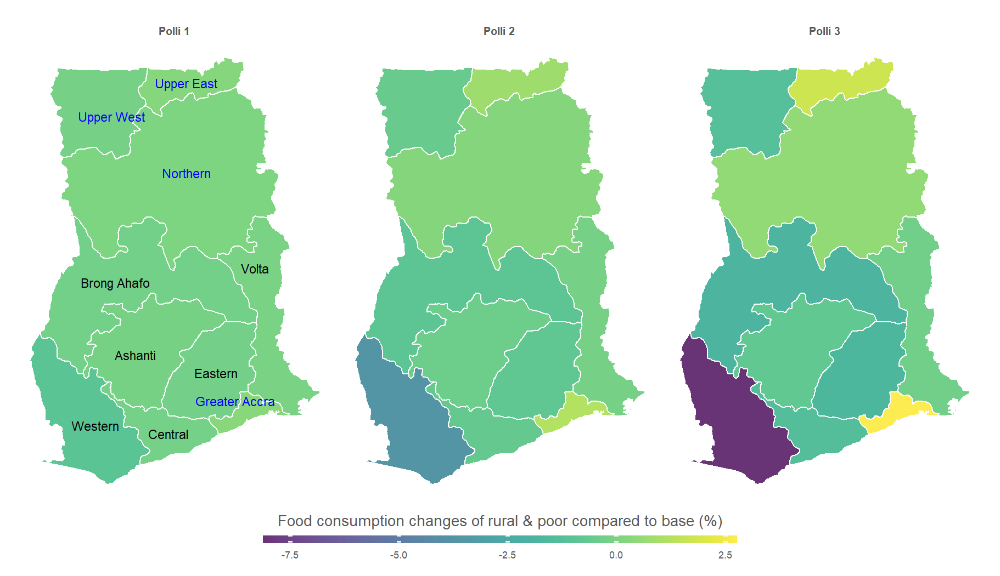 Polli 1
Polli 2
Polli 3
Upper East
Upper West
Northern
Volta
Brong Ahafo
Ashanti
Eastern
Greater Accra
Western
Central
Food consumption changes of rural & poor compared to base (%)
-7.5
-5.0
-2.5
0.0
2.5